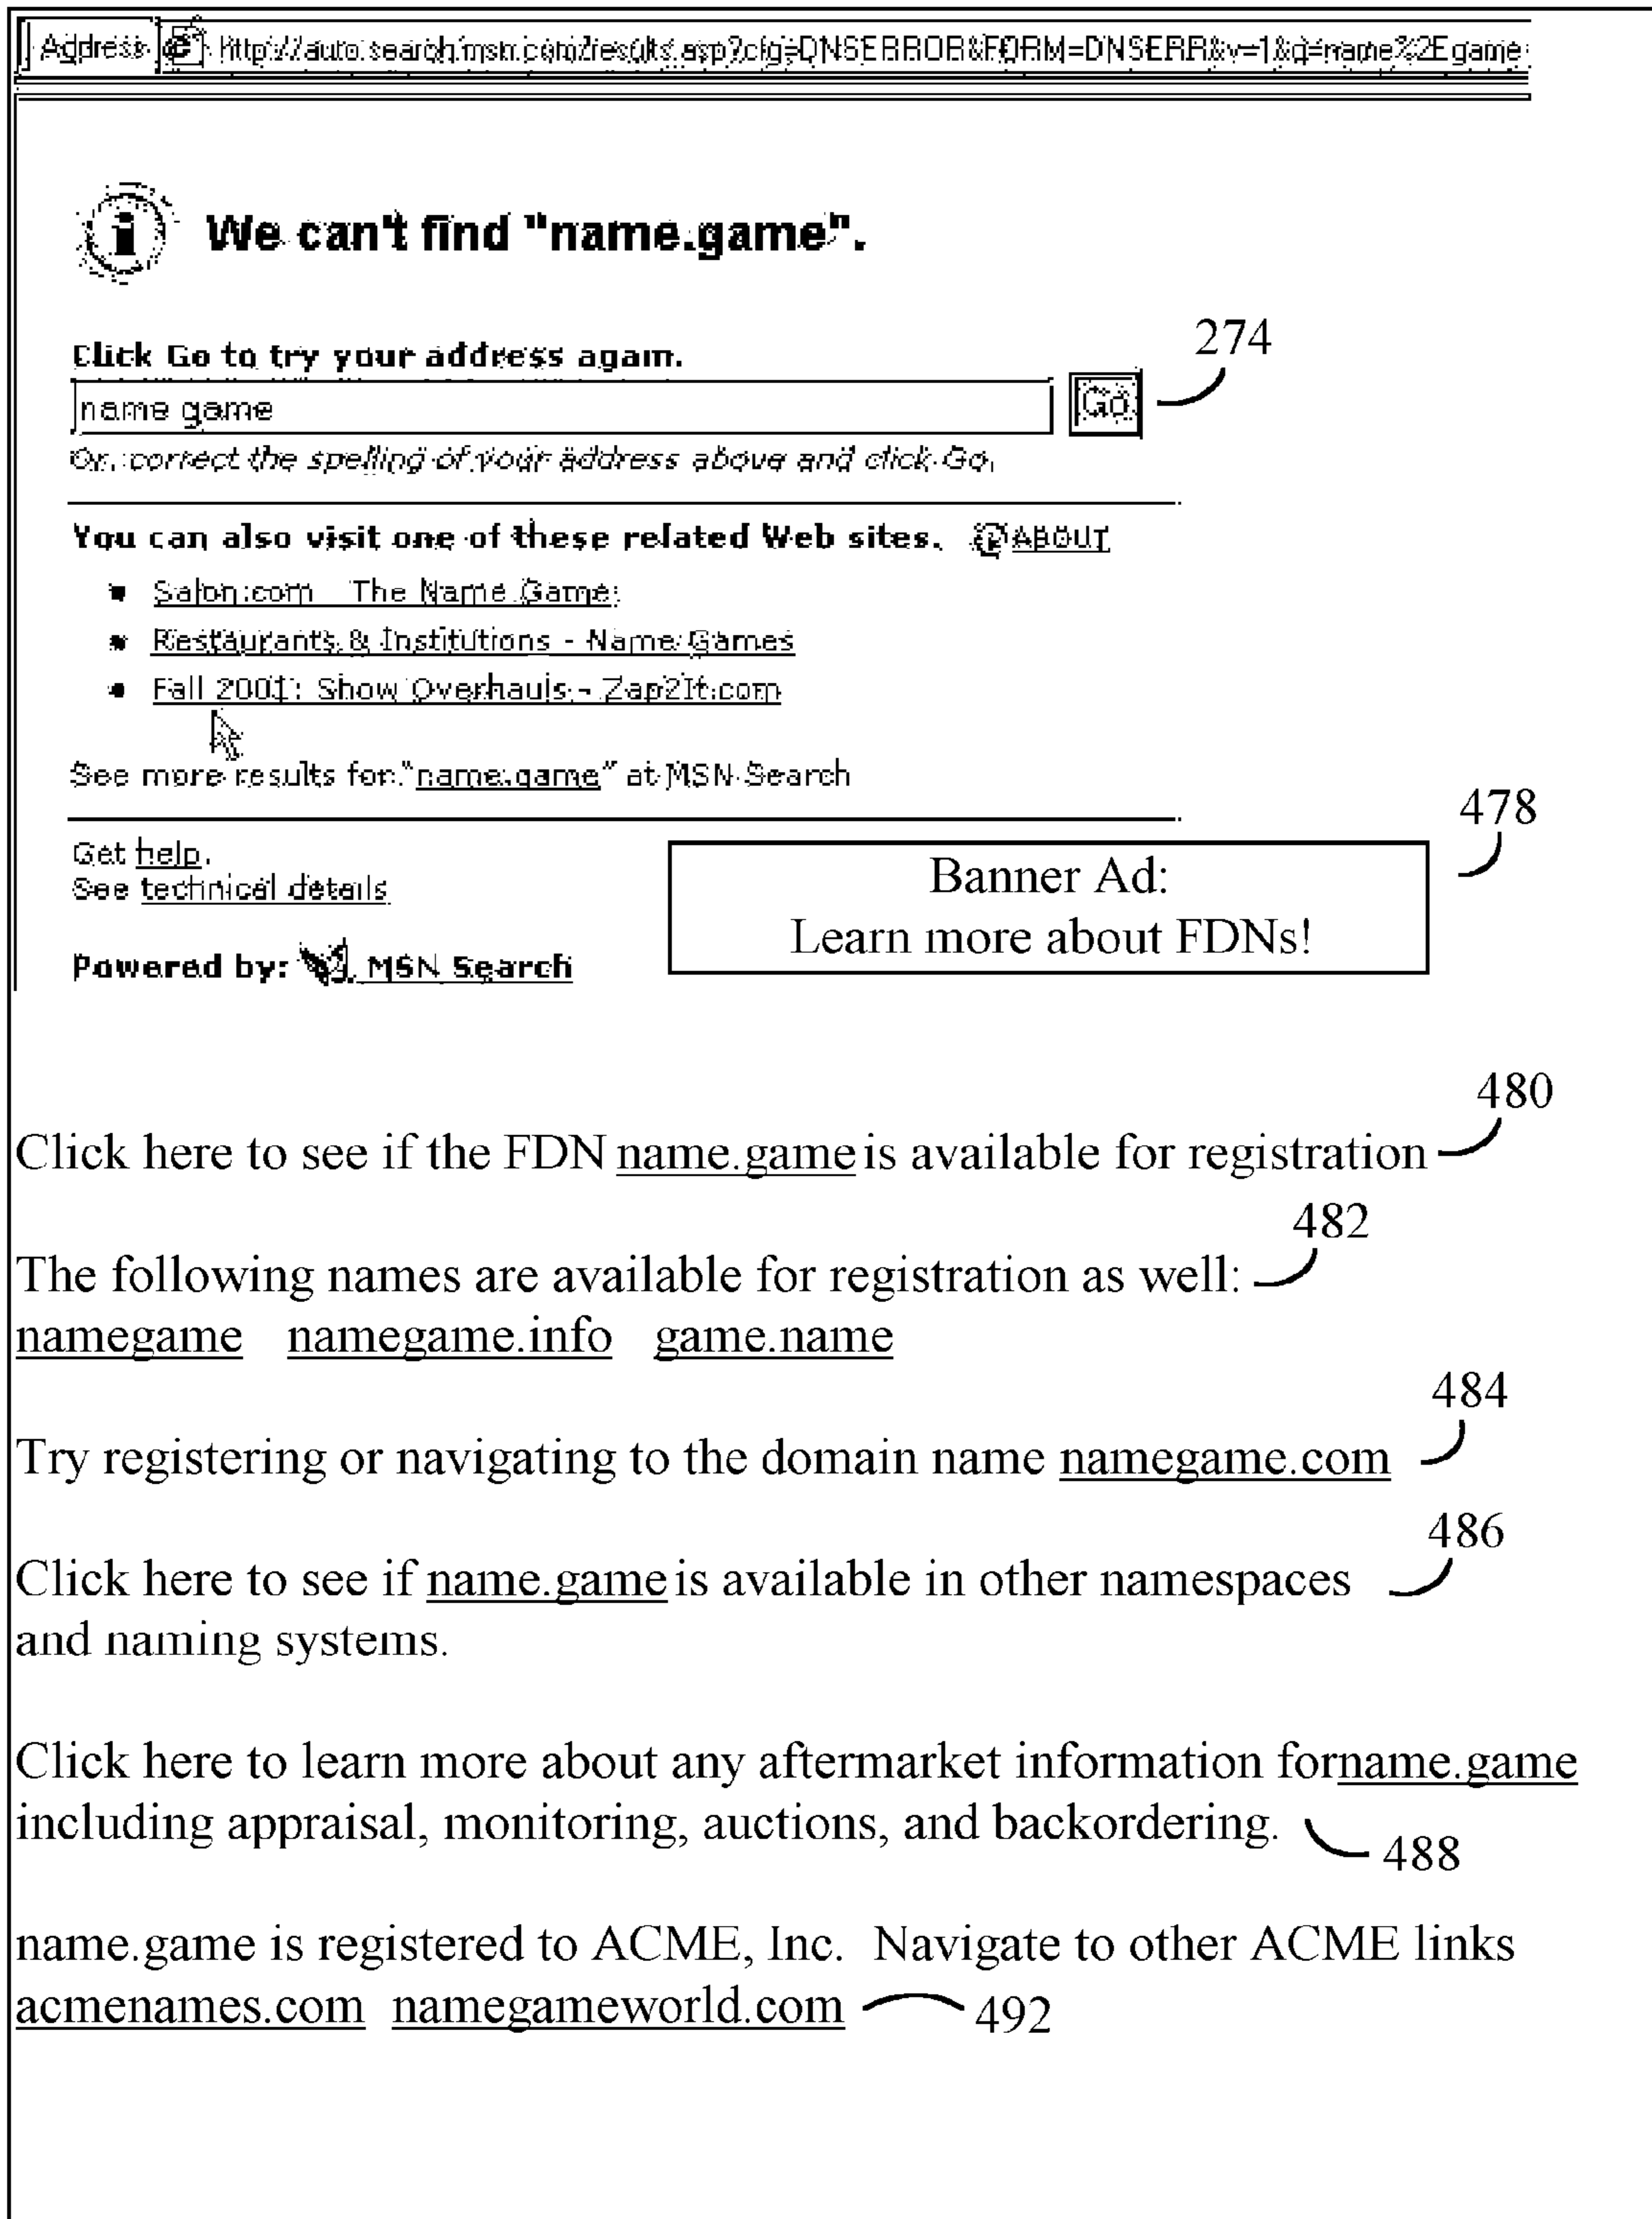 Address http://auto.search.msn.com/results.asp?cfg=DNSERROR&FORM=DNSERR&v=1&q=name%2Egame
We can't find "name.game".
Click Go to try your address again.
274
name game
Go
Or, correct the spelling of your address above and click Go.
You can also visit one of these related Web sites. ABOUT
Salon.com The Name Game
Restaurants & Institutions - Name Games
Fall 2001: Show Overhauls - Zap2It.com
See more results for "name.game" at MSN Search
478
Get help.
See technical details
Banner Ad:
Learn more about FDNs!
Powered by: MSN Search
480
Click here to see if the FDN name.game is available for registration
482
The following names are available for registration as well:
namegame namegame.info game.name
484
Try registering or navigating to the domain name namegame.com
486
Click here to see if name.game is available in other namespaces
and naming systems.
Click here to learn more about any aftermarket information forname.game
including appraisal, monitoring, auctions, and backordering.
488
name.game is registered to ACME, Inc. Navigate to other ACME links
acmenames.com namegameworld.com 492